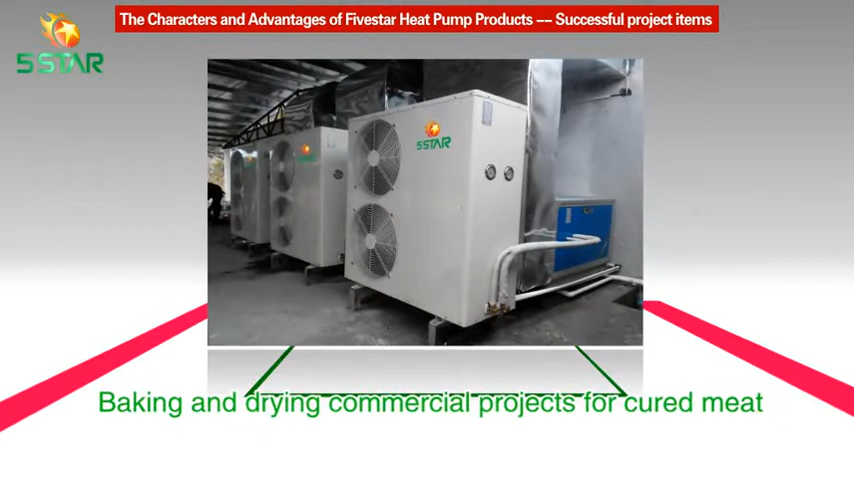 The Characters and Advantages of Fivestar Heat Pump Products –– Successful project items
5STAR
5STAR
Baking and drying commercial projects for cured meat